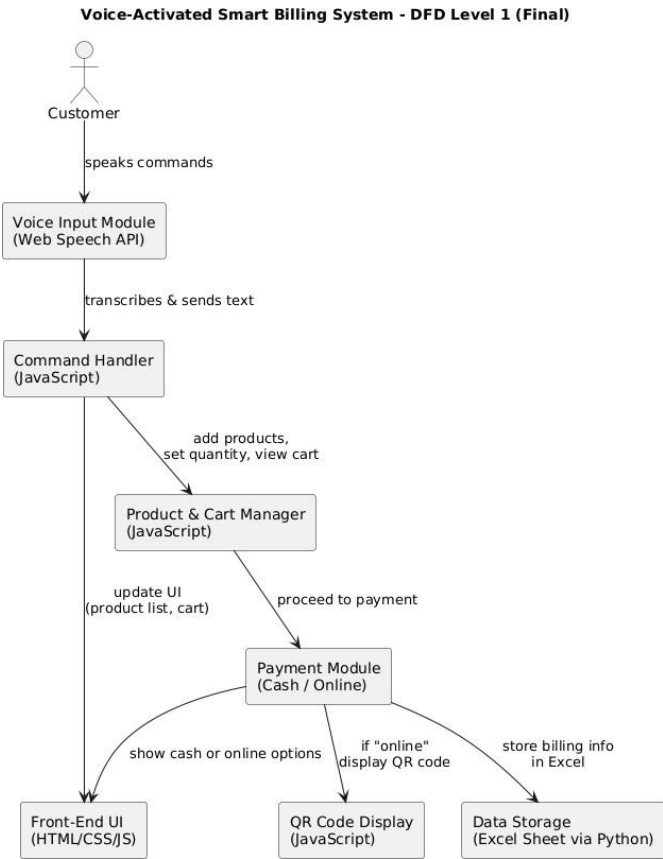 Voice-Activated Smart Billing System - DFD Level 1 (Final)
Customer
speaks commands
Voice Input Module
(Web Speech API)
transcribes & sends text
Command Handler
(JavaScript)
add products,
set quantity, view cart
Product & Cart Manager
(JavaScript)
update UI
(product list, cart)
proceed to payment
Payment Module
(Cash / Online)
show cash or online options
if "online"
display QR code
store billing info
in Excel
Front-End UI
(HTML/CSS/JS)
QR Code Display
(JavaScript)
Data Storage
(Excel Sheet via Python)